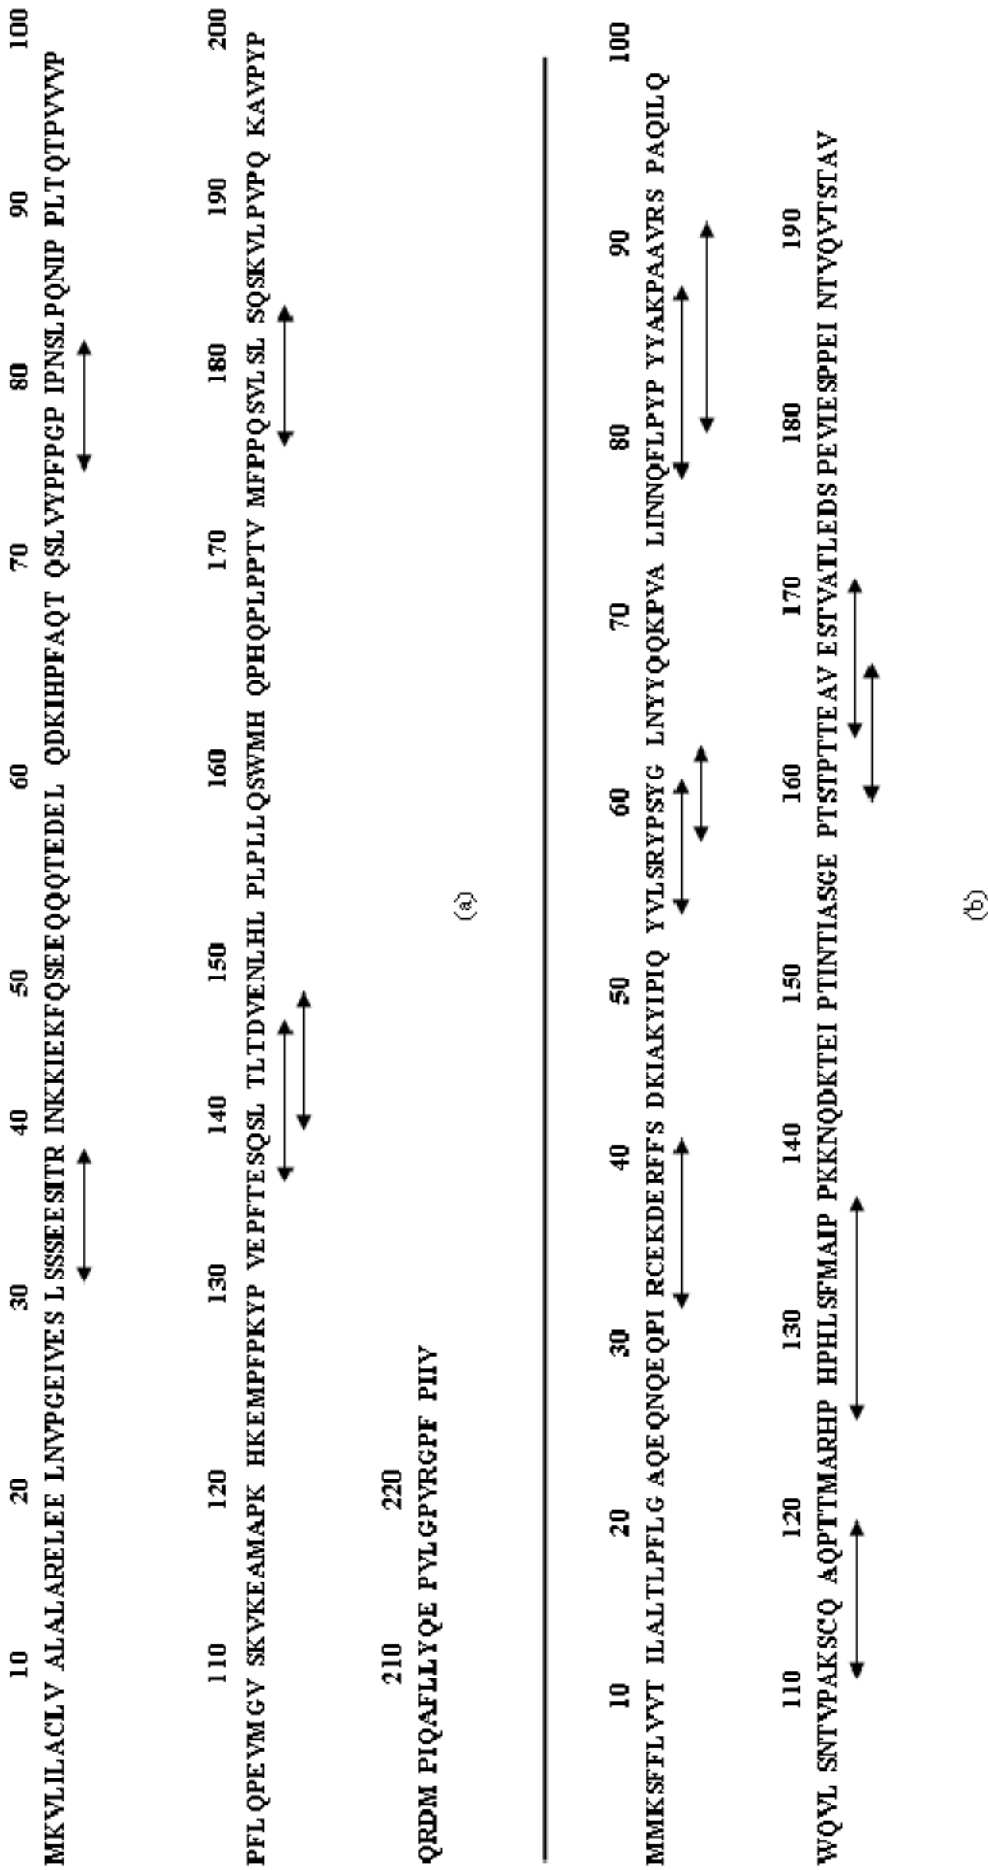 10 20 30 40 50 60 70 80 90 100
MKVLILACLV ALALARELEE LNVPGEIVES LSSSEESITR INKKIEKFQSEEQQQTEDEL QDKIHPFAQT QSLVYPFPGP IPNSLPQNIP PLTQTPVVVP
110 120 130 140 150 160 170 180 190 200
PFLQPEVMGV SKVKEAMAPK HKEMPFPKYP VEPFTESQSL TLTDVENLHL PLPLLQSWMH QPHQPLPPTV MFPPQSVLSL SQSKVLPVPQ KAVPYP
210 220
QRDM PIQAFLLYQE PVLGPVRGPF PIIV
(a)
10 20 30 40 50 60 70 80 90 100
MMKSFFLVVT ILALTLPFLG AQEQNQEQPI RCEKDERFFS DKIAKYIPIQ YVLSRYPSYG LNYYQQKPVA LINNQFLPYP YYAKPAAVRS PAQILQ
110 120 130 140 150 160 170 180 190
WQVL SNTVPAKSCQ AQPTTMARHP HPHLSFMAIP PKKNQDKTEI PTINTIASGE PTSTPTTEAV ESTVATLEDS PEVIESPPEI NTVQVTSTAV
(b)